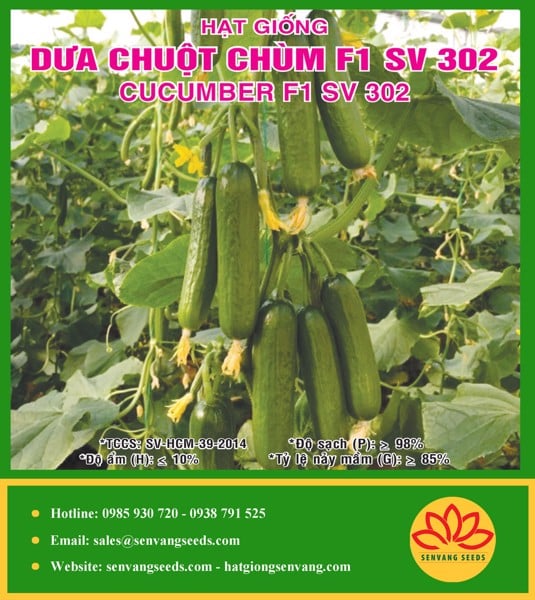 HẠT GIỐNG
DƯA CHUỘT CHÙM F1 SV 302
CUCUMBER F1 SV 302
*TCCS: SV-HCM-39-2014 *Độ sạch (P): ≥ 98%
*Độ ẩm (H): ≤ 10% *Tỷ lệ nảy mầm (G): ≥ 85%
Hotline: 0985 930 720 - 0938 791 525
Email: sales@senvangseeds.com
Website: senvangseeds.com - hatgiongsenvang.com
SENVANG SEEDS